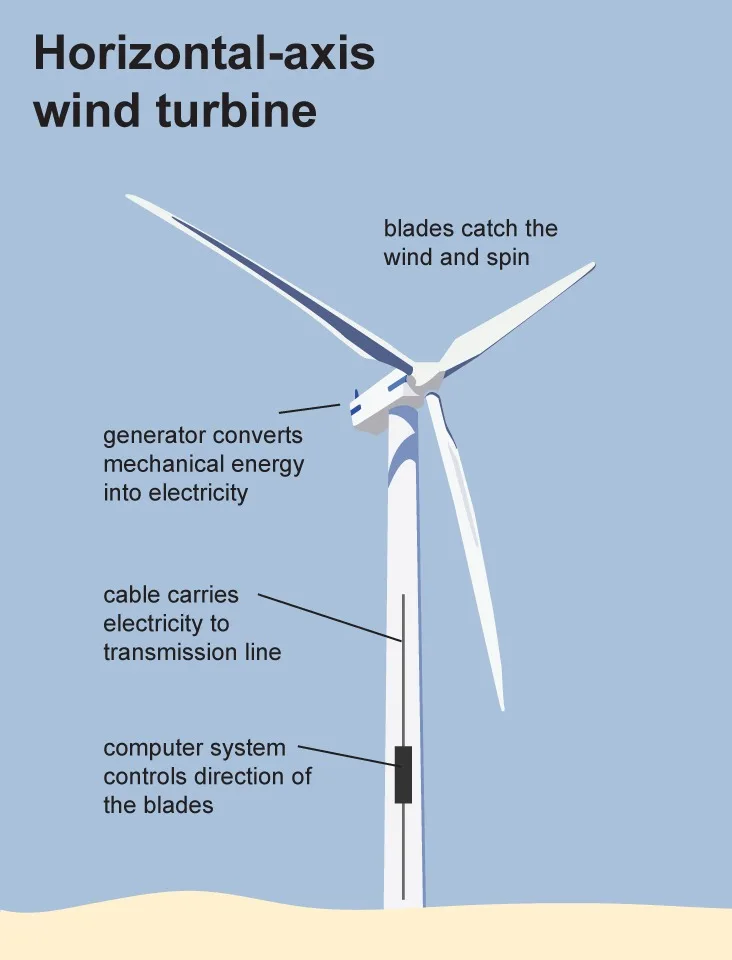 Horizontal-axis
wind turbine
blades catch the
wind and spin
generator converts
mechanical energy
into electricity
cable carries
electricity to
transmission line
computer system
controls direction of
the blades